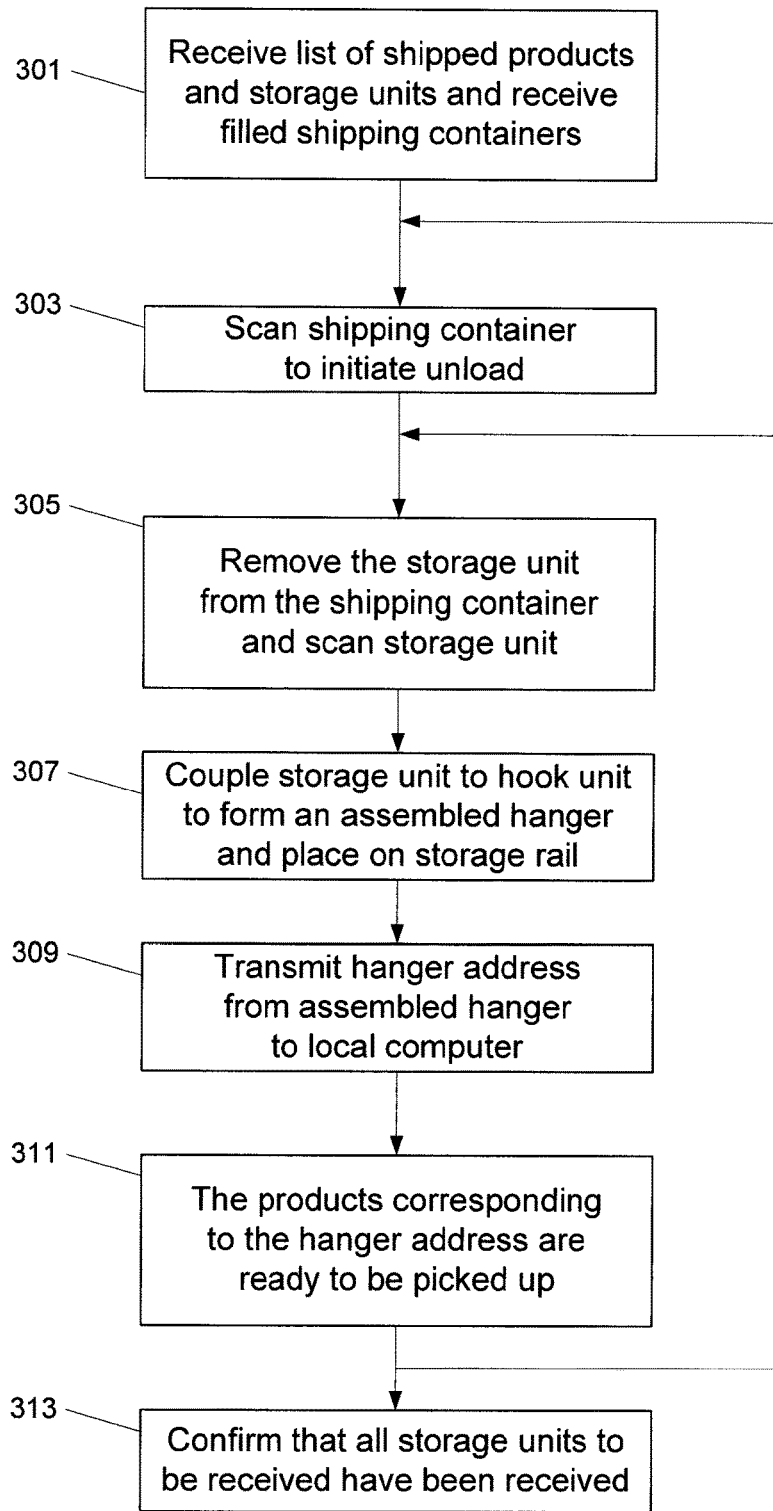 301
Receive list of shipped products
and storage units and receive
filled shipping containers
303
Scan shipping container
to initiate unload
305
Remove the storage unit
from the shipping container
and scan storage unit
307
Couple storage unit to hook unit
to form an assembled hanger
and place on storage rail
309
Transmit hanger address
from assembled hanger
to local computer
311
The products corresponding
to the hanger address are
ready to be picked up
313
Confirm that all storage units to
be received have been received